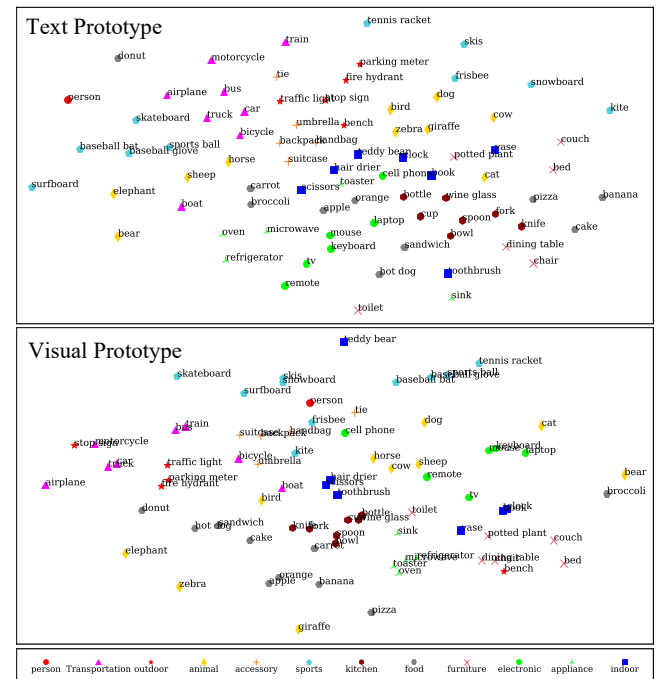 Text Prototype
tennis racket
train
skis
donut
motorcycle
parking meter
tie
fire hydrant
frisbee
snowboard
airplane
bus
dog
person
traffic light
stop sign
bird
kite
truck
car
cow
skateboard
umbrella
bench
zebra
giraffe
bicycle
couch
baseball bat
sports ball
backpack
handbag
baseball glove
teddy bear
clock
potted plant
vase
horse
suitcase
hair drier
bed
sheep
cell phone
book
cat
surfboard
elephant
carrot
scissors
toaster
boat
broccoli
apple
orange
bottle
wine glass
pizza
banana
cup
spoon
fork
laptop
knife
cake
bear
oven
microwave
mouse
bowl
keyboard
sandwich
dining table
refrigerator
tv
chair
hot dog
toothbrush
remote
sink
toilet
Visual Prototype
teddy bear
tennis racket
skateboard
skis
snowboard
baseball bat
baseball glove
sports ball
surfboard
person
tie
frisbee
dog
cat
bus
train
suitcase
backpack
handbag
cell phone
stop sign
motorcycle
kite
mouse
keyboard
laptop
truck
car
traffic light
bicycle
umbrella
horse
cow
sheep
bear
airplane
parking meter
fire hydrant
boat
hair drier
scissors
remote
toothbrush
broccoli
bird
tv
donut
bottle
cup
wine glass
toilet
clock
book
hot dog
sandwich
knife
fork
spoon
sink
vase
potted plant
cake
bowl
carrot
couch
elephant
microwave
refrigerator
dining table
chair
bed
toaster
oven
bench
zebra
apple
orange
banana
pizza
giraffe
person Transportation outdoor animal accessory sports kitchen food furniture electronic appliance indoor